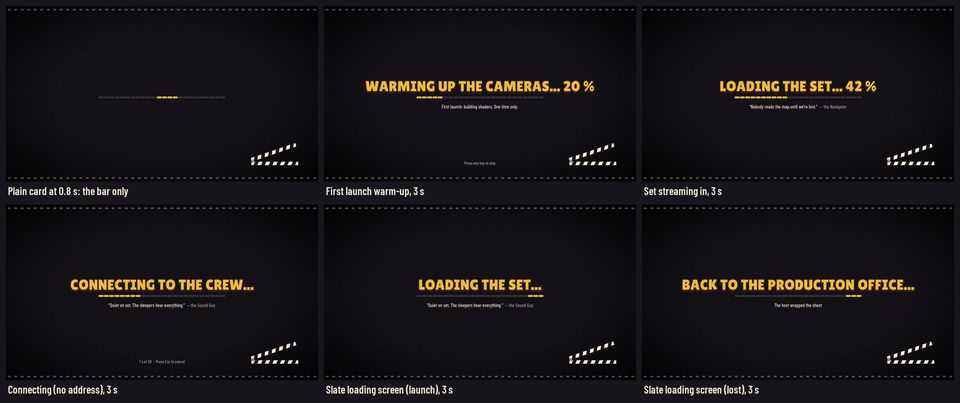 Plain card at 0.8 s: the bar only
WARMING UP THE CAMERAS... 20 %
First launch: building shaders. One time only.
Press any key to skip
First launch warm-up, 3 s
LOADING THE SET... 42 %
"Nobody reads the map until we're lost." — the Navigator
Set streaming in, 3 s
CONNECTING TO THE CREW...
"Quiet on set. The sleepers hear everything." — the Sound Guy
7 s of 20 · Press Esc to cancel
Connecting (no address), 3 s
LOADING THE SET...
"Quiet on set. The sleepers hear everything." — the Sound Guy
Slate loading screen (launch), 3 s
BACK TO THE PRODUCTION OFFICE...
The host wrapped the shoot
Slate loading screen (lost), 3 s